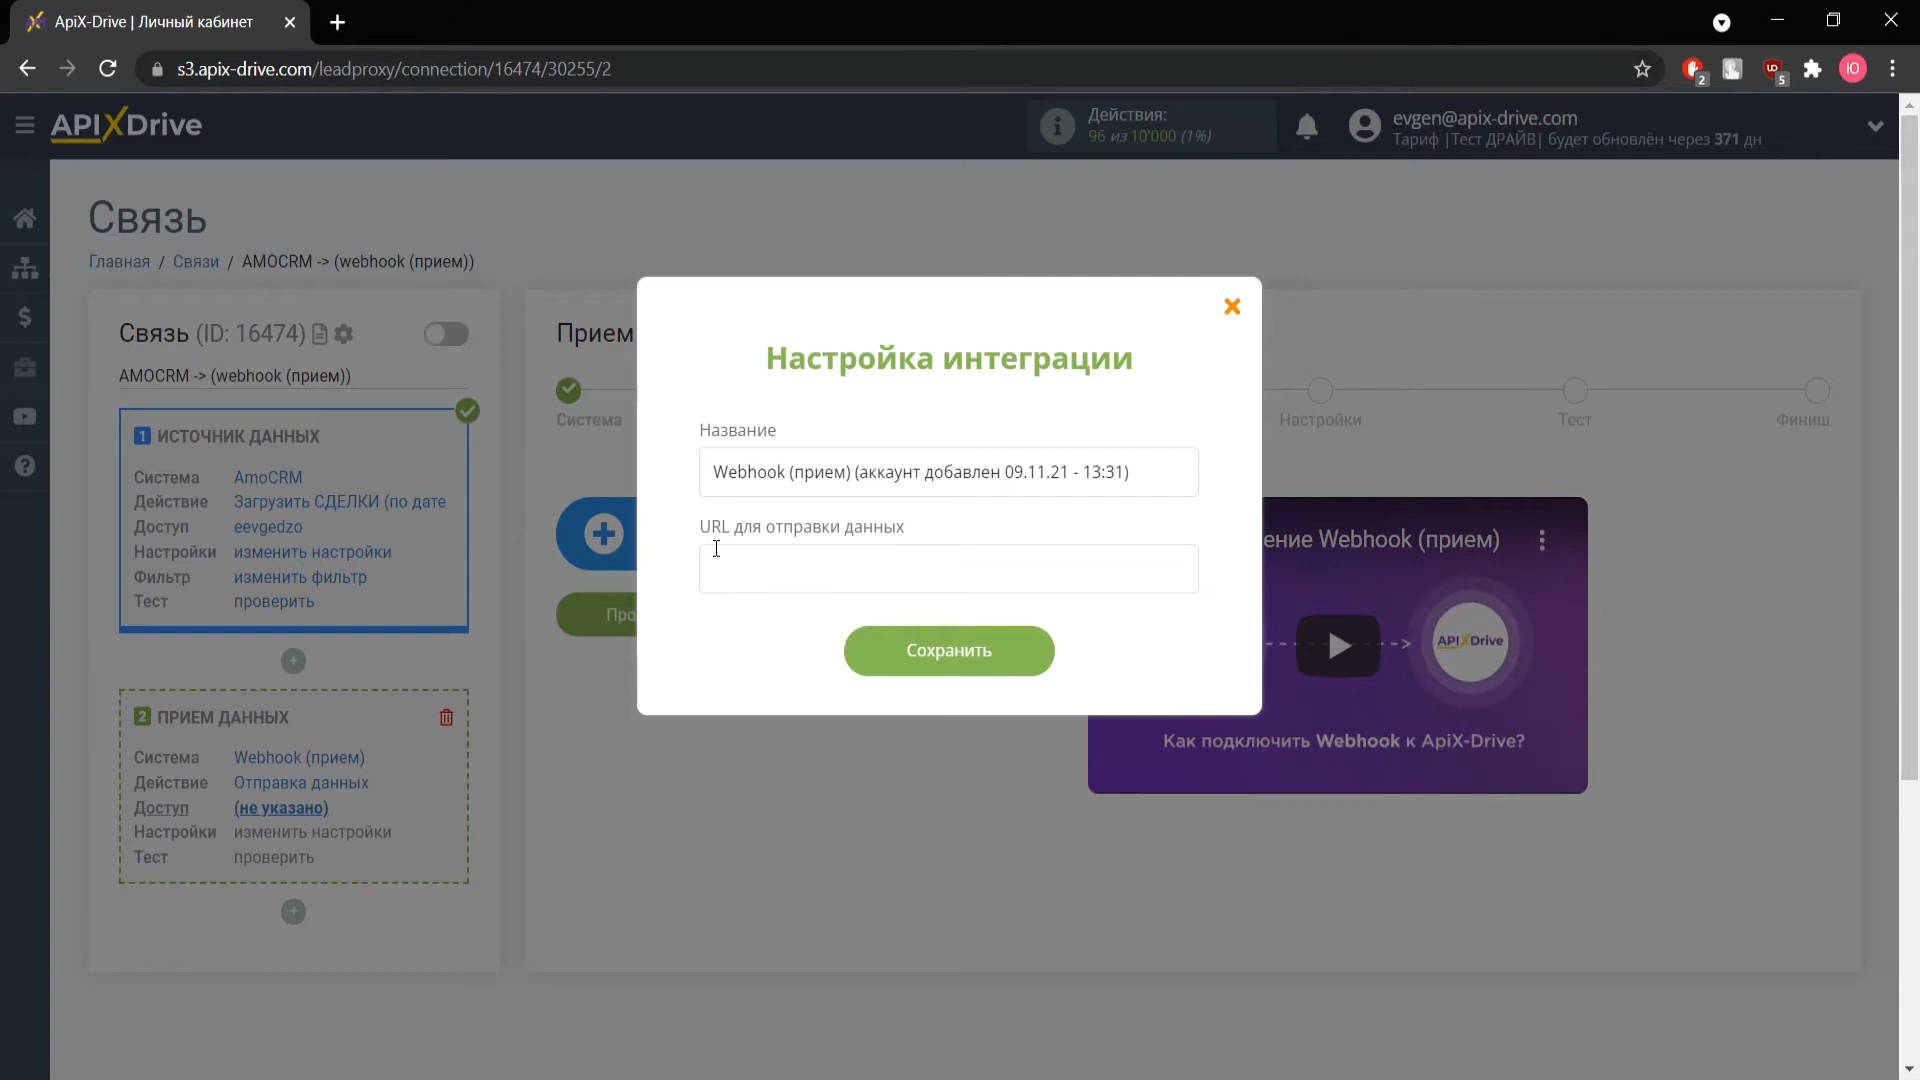 ApiX-Drive | Личный кабинет
s3.apix-drive.com/leadproxy/connection/16474/30255/2
2
5
Ю
APIXDrive
Действия:
96 из 10'000 (1%)
evgen@apix-drive.com
Тариф |Тест ДРАЙВ| будет обновлён через 371 дн
Связь
Главная / Связи / AMOCRM -> (webhook (прием))
Связь (ID: 16474)
AMOCRM -> (webhook (прием))
1 ИСТОЧНИК ДАННЫХ
Система AmoCRM
Действие Загрузить СДЕЛКИ (по дате
Доступ eevgedzo
Настройки изменить настройки
Фильтр изменить фильтр
Тест проверить
2 ПРИЕМ ДАННЫХ
Система Webhook (прием)
Действие Отправка данных
Доступ (не указано)
Настройки изменить настройки
Тест проверить
Прием
Система
Настройки
Тест
Финиш
Про
Настройка интеграции
Название
Webhook (прием) (аккаунт добавлен 09.11.21 - 13:31)
URL для отправки данных
Сохранить
ение Webhook (прием)
APIXDrive
Как подключить Webhook к ApiX-Drive?